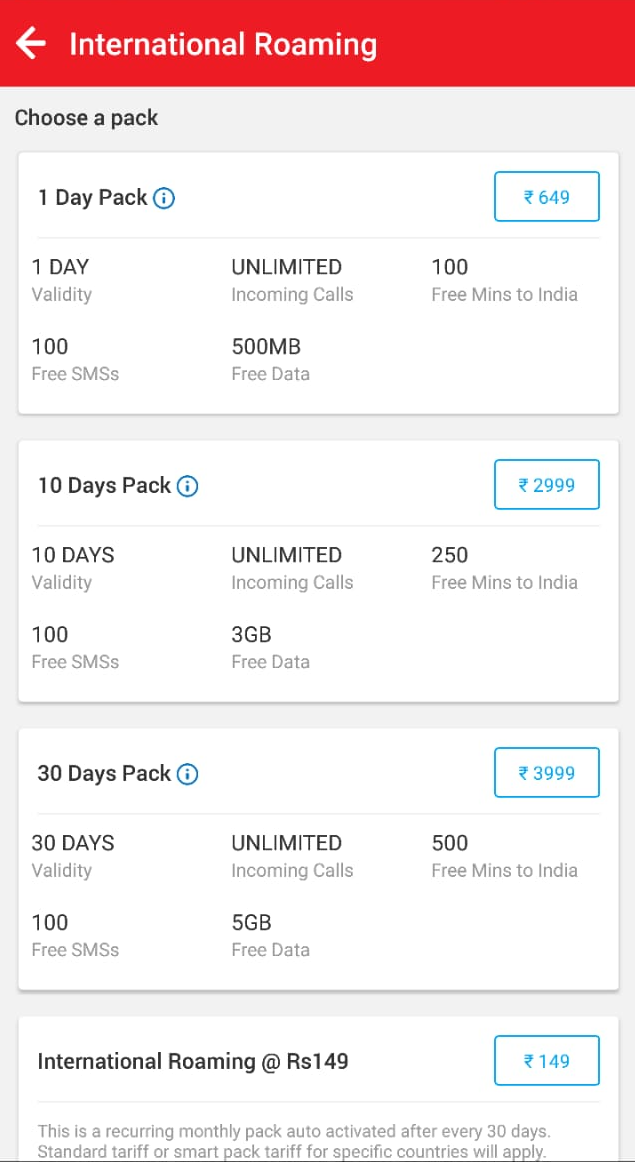 International Roaming
Choose a pack
1 Day Pack
₹ 649
1 DAY UNLIMITED 100
Validity Incoming Calls Free Mins to India
100 500MB
Free SMSs Free Data
10 Days Pack
₹ 2999
10 DAYS UNLIMITED 250
Validity Incoming Calls Free Mins to India
100 3GB
Free SMSs Free Data
30 Days Pack
₹ 3999
30 DAYS UNLIMITED 500
Validity Incoming Calls Free Mins to India
100 5GB
Free SMSs Free Data
International Roaming @ Rs149
₹ 149
This is a recurring monthly pack auto activated after every 30 days.
Standard tariff or smart pack tariff for specific countries will apply.